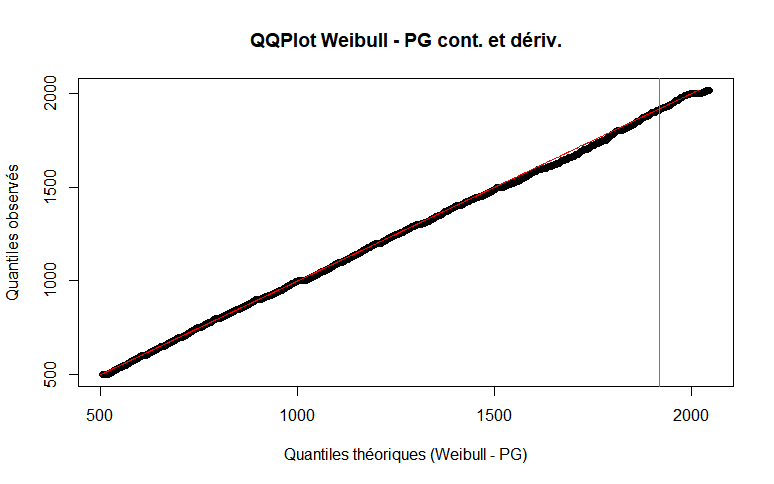 QQPlot Weibull - PG cont. et dériv.
Quantiles observés
2000
1500
1000
500
500 1000 1500 2000
Quantiles théoriques (Weibull - PG)